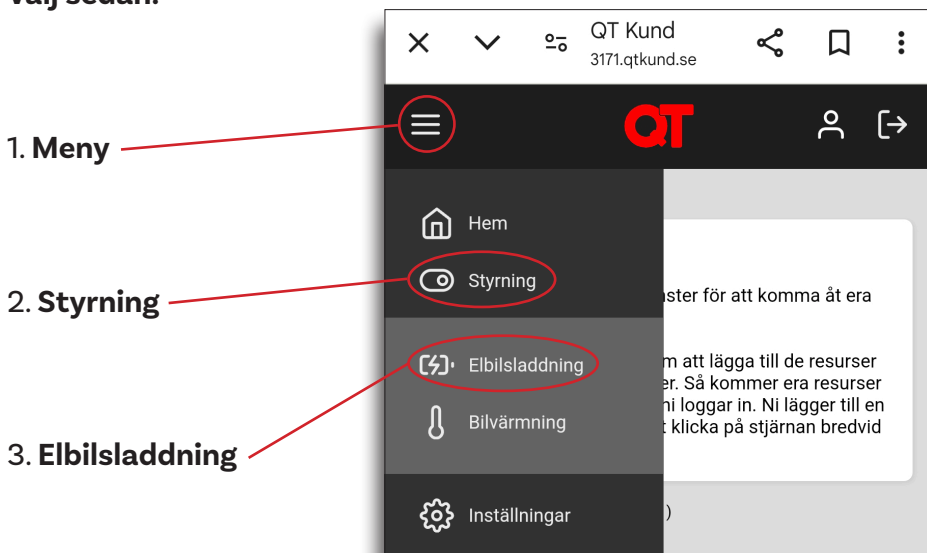 Välj sedan:
QT Kund
3171.qtkund.se
QT
1. Meny
Hem
2. Styrning
Styrning
för att komma åt era
Elbilsladdning
att lägga till de resurser
Så kommer era resurser
ni loggar in. Ni lägger till en
Bilvärmning
klicka på stjärnan bredvid
3. Elbilsladdning
Inställningar
)